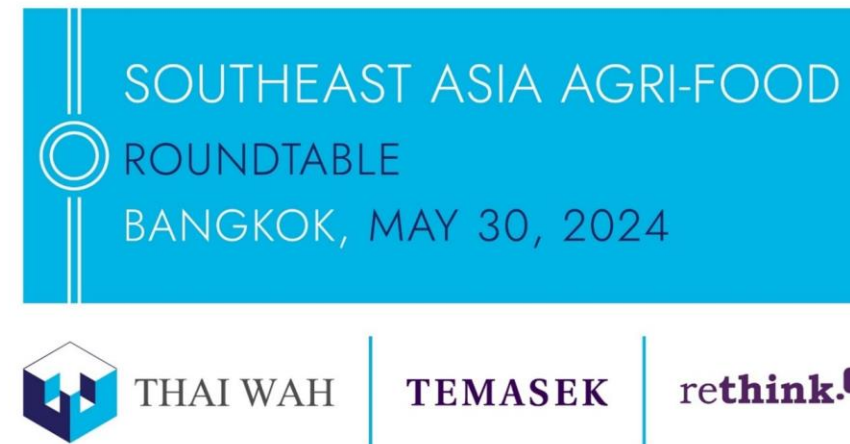 SOUTHEAST ASIA AGRI-FOOD
ROUNDTABLE
BANGKOK, MAY 30, 2024
THAI WAH
TEMASEK
rethink.